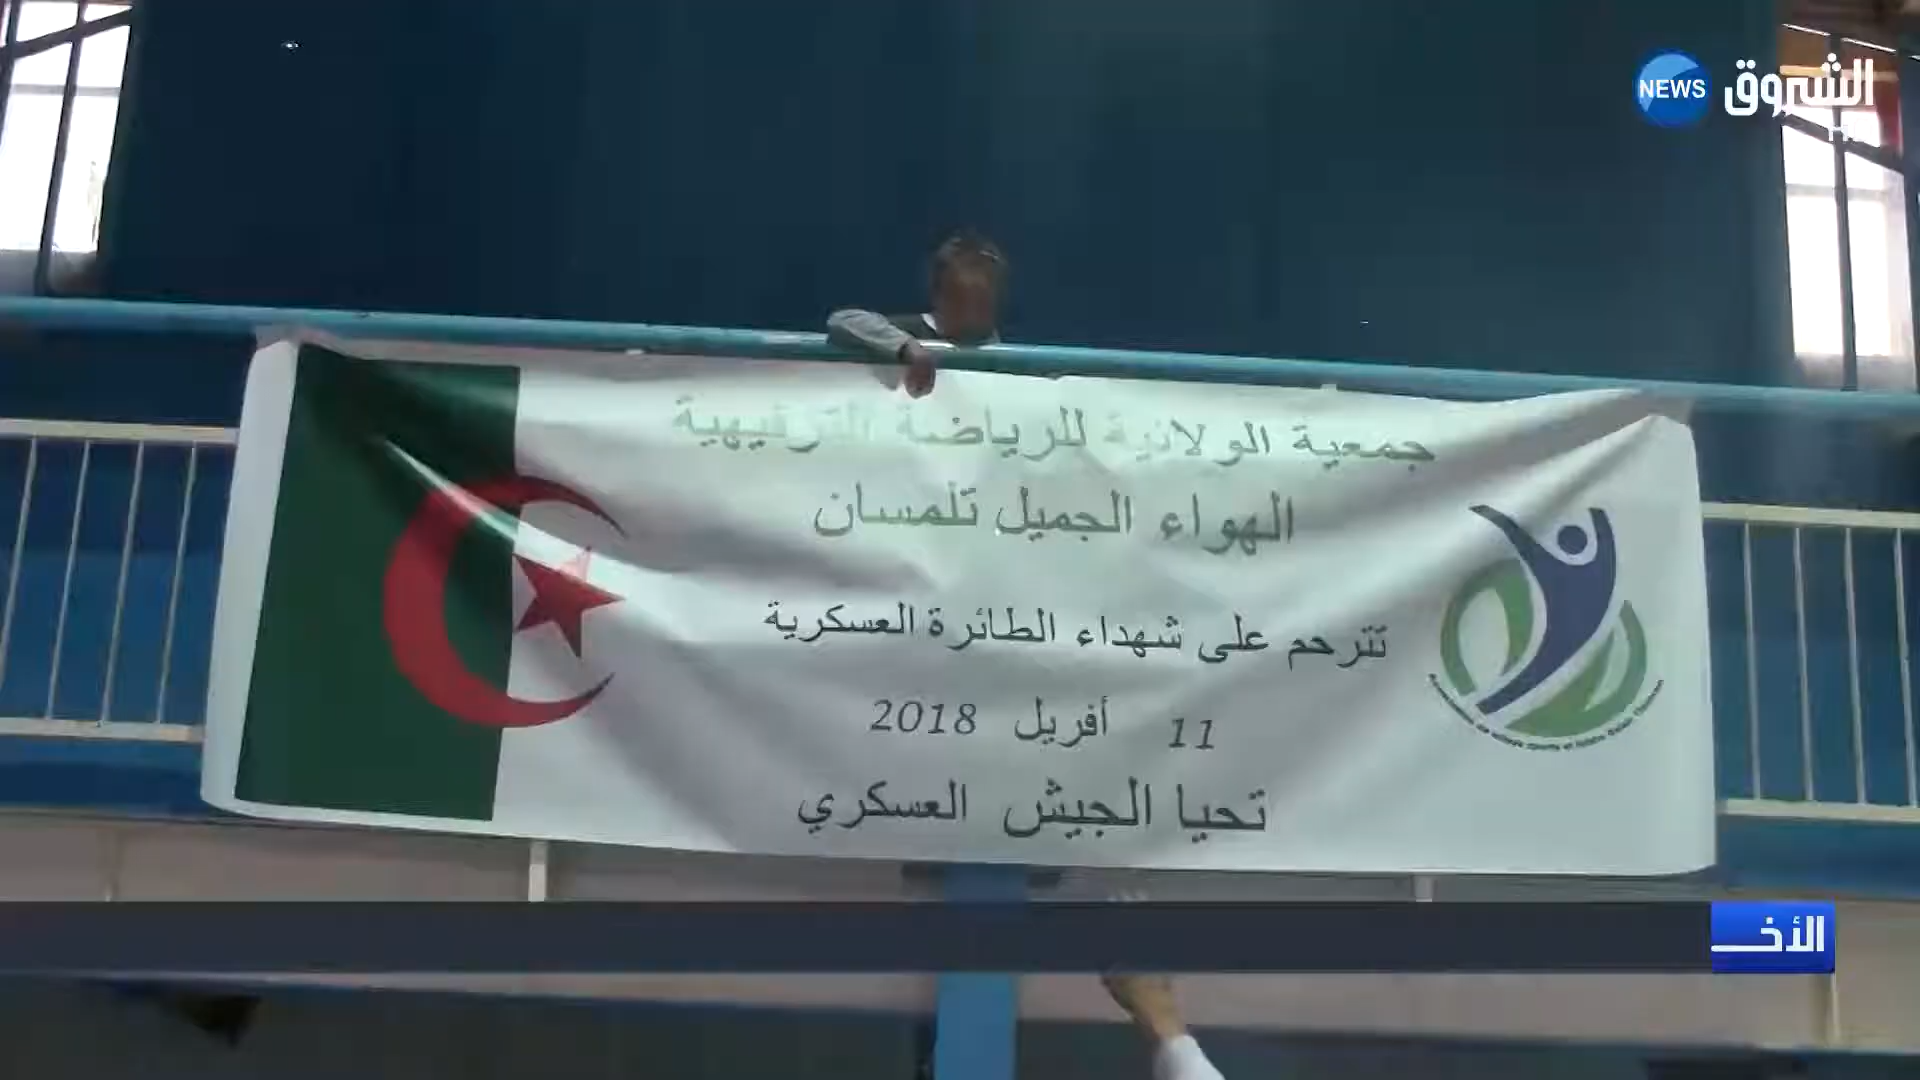 NEWS الشروق
جمعية الولائية للرياضة الترفيهية
الهواء الجميل تلمسان
تترحم على شهداء الطائرة العسكرية
11 أفريل 2018
تحيا الجيش العسكري
الأخـ